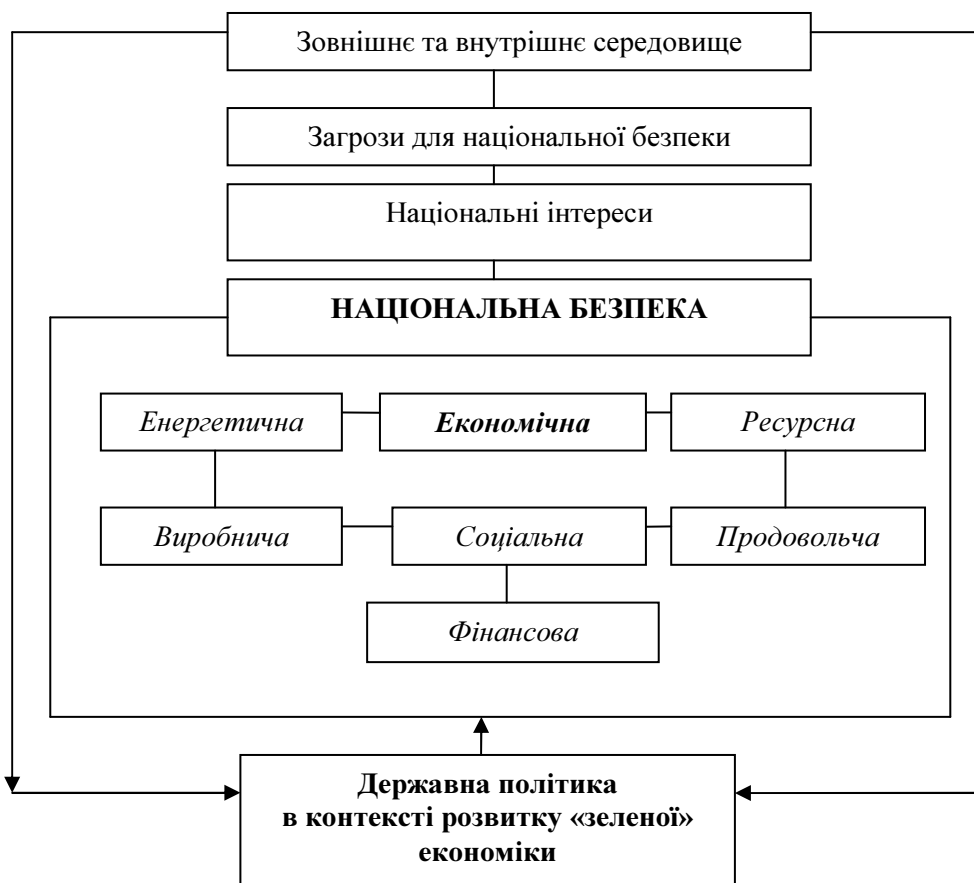 Зовнішнє та внутрішнє середовище
Загрози для національної безпеки
Національні інтереси
НАЦІОНАЛЬНА БЕЗПЕКА
Енергетична
Економічна
Ресурсна
Виробнича
Соціальна
Продовольча
Фінансова
Державна політика
в контексті розвитку «зеленої»
економіки